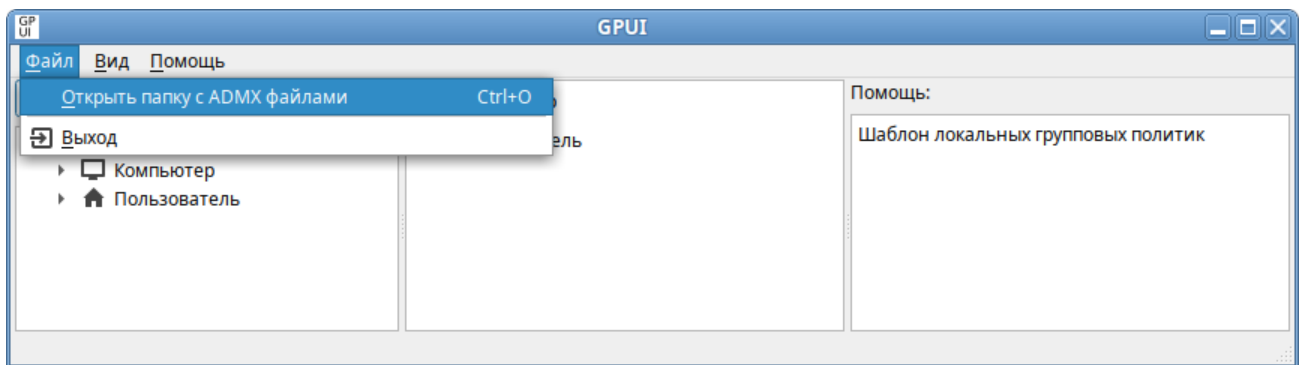 GP
UI
GPUI
Файл Вид Помощь
Открыть папку с ADMX файлами Ctrl+O
Выход
Компьютер
Пользователь
Помощь:
Шаблон локальных групповых политик